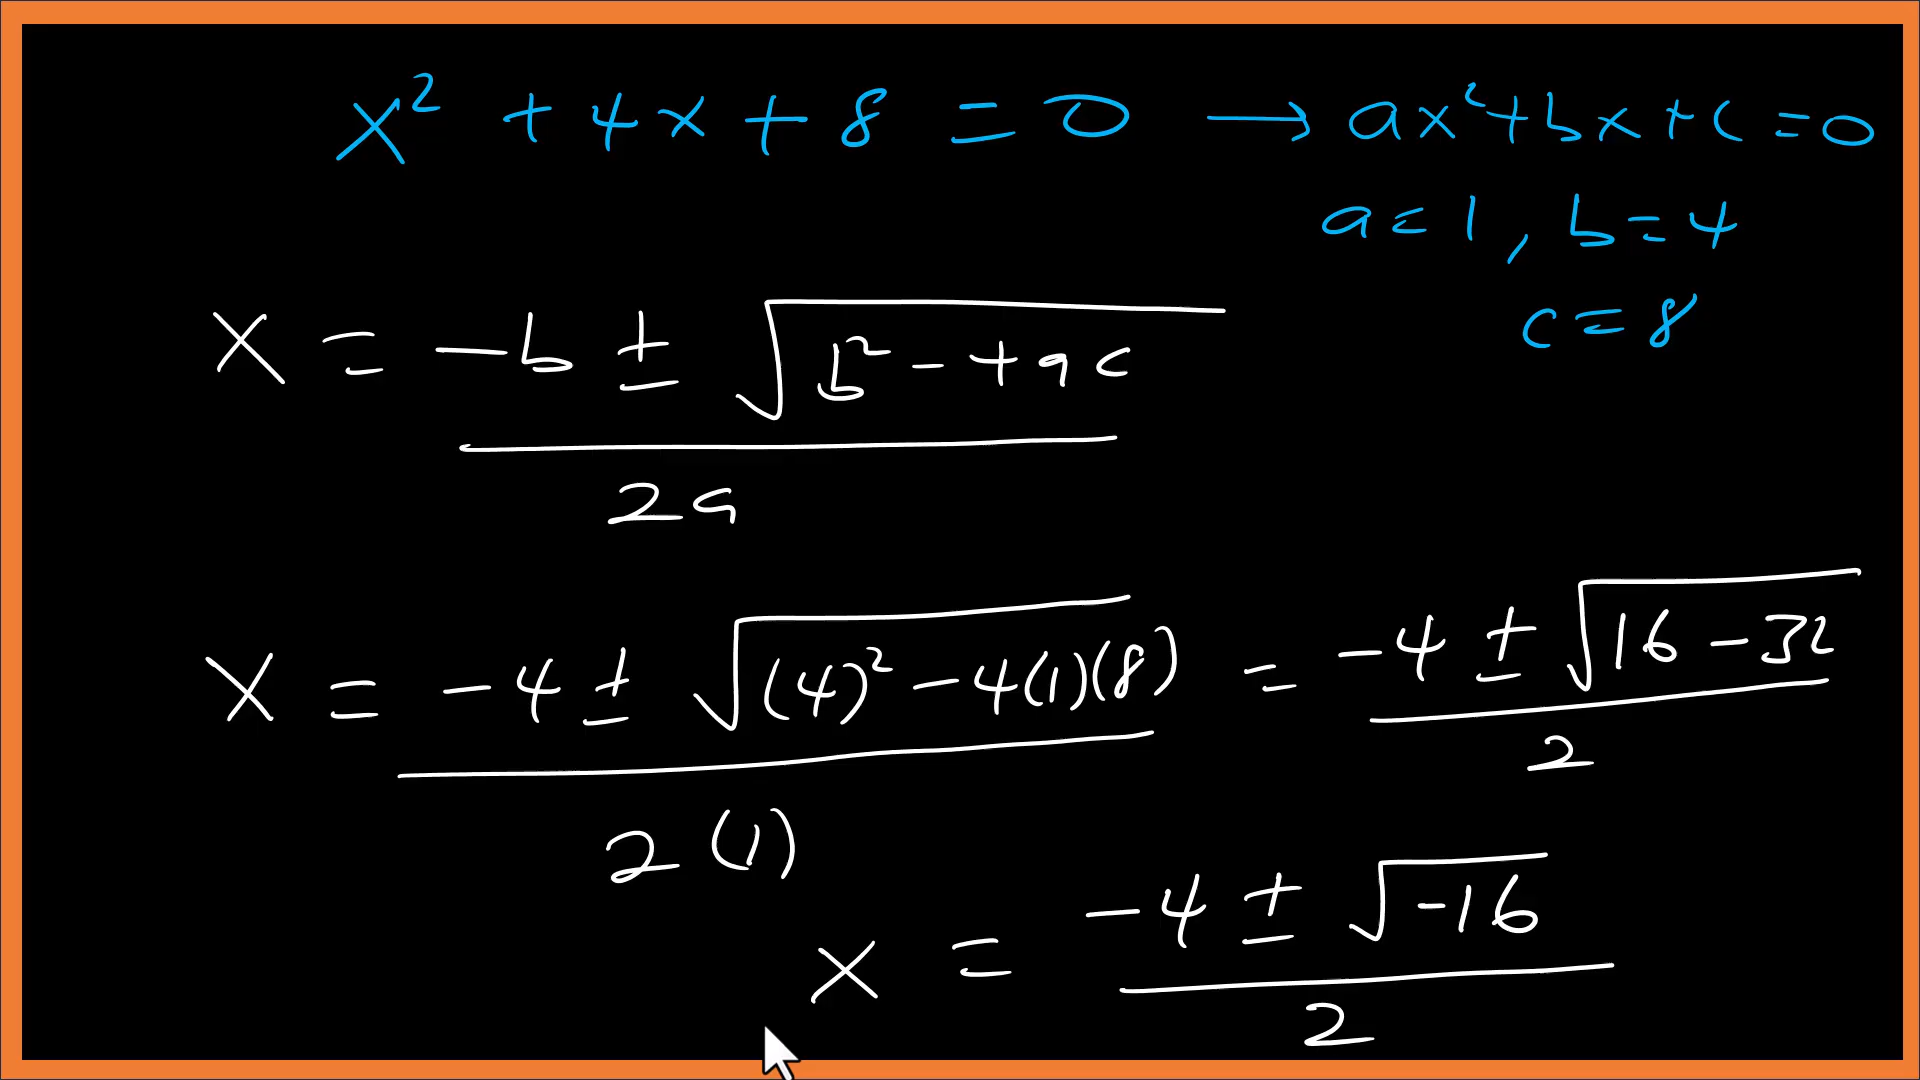 x² + 4x + 8 = 0 → ax² + bx + c = 0
a = 1, b = 4
c = 8
x = (-b ± √(b² - 4ac)) / 2a
x = (-4 ± √((4)² - 4(1)(8))) / 2(1) = (-4 ± √(16 - 32)) / 2
x = (-4 ± √(-16)) / 2